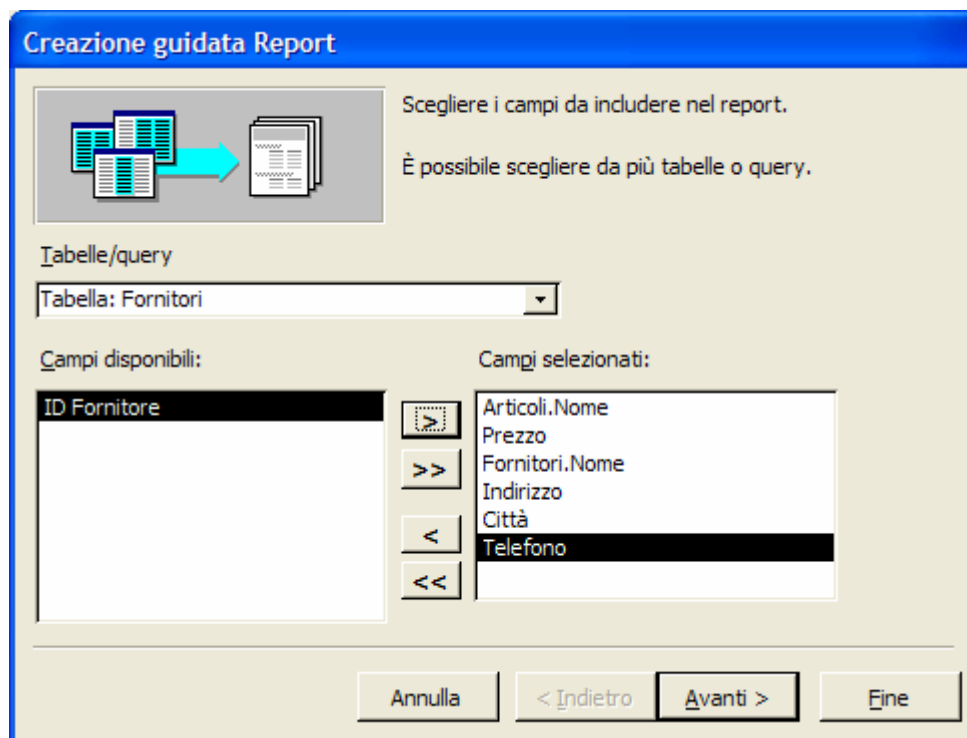 Creazione guidata Report
Scegliere i campi da includere nel report.
È possibile scegliere da più tabelle o query.
Tabelle/query
Tabella: Fornitori
Campi disponibili:
Campi selezionati:
ID Fornitore
>
>>
<
<<
Articoli.Nome
Prezzo
Fornitori.Nome
Indirizzo
Città
Telefono
Annulla
< Indietro
Avanti >
Fine